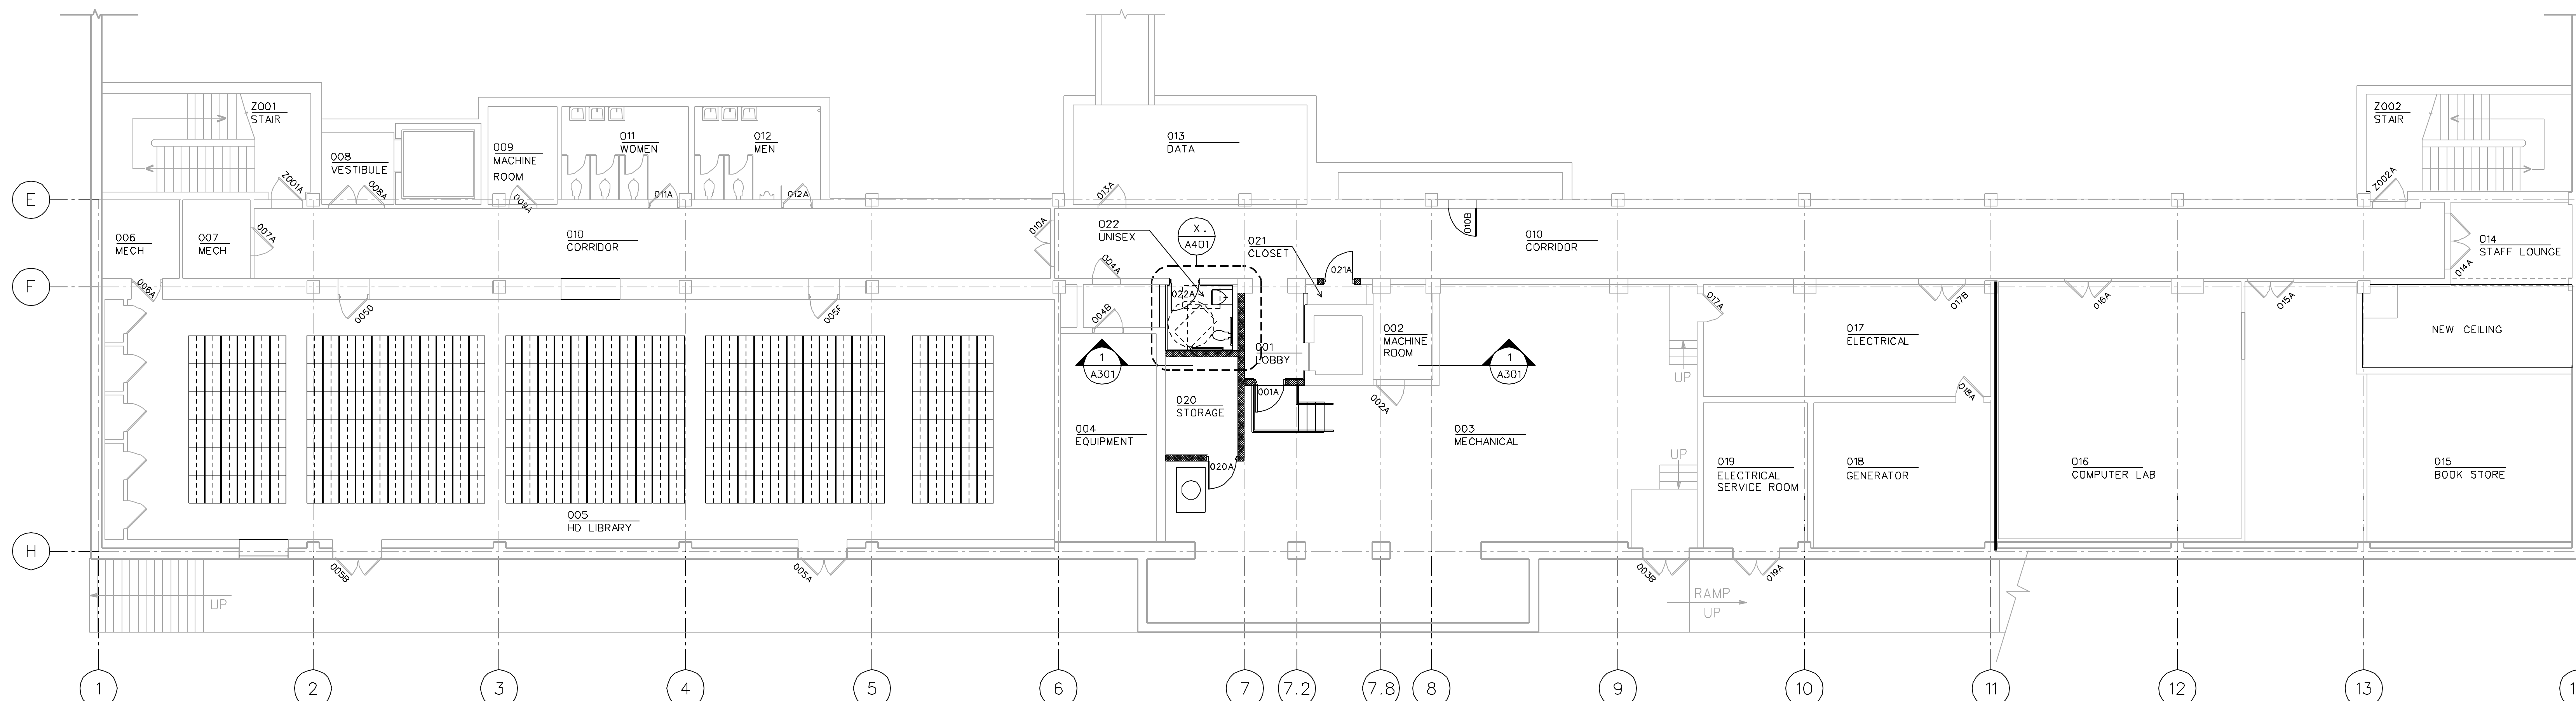 Z001
STAIR
008
VESTIBULE
009
MACHINE
ROOM
011
WOMEN
012
MEN
013
DATA
Z002
STAIR
Z001A
008A
009A
011A
012A
013A
Z002A
E
006
MECH
007
MECH
007A
010
CORRIDOR
010A
022
UNISEX
X.
A401
021
CLOSET
010B
010
CORRIDOR
014
STAFF LOUNGE
014A
F
006A
005D
005F
004A
004B
022A
021A
017A
017B
016A
015A
002
MACHINE
ROOM
017
ELECTRICAL
NEW CEILING
001
LOBBY
1
A301
1
A301
UP
001A
002A
018A
020
STORAGE
004
EQUIPMENT
003
MECHANICAL
020A
UP
019
ELECTRICAL
SERVICE ROOM
018
GENERATOR
016
COMPUTER LAB
015
BOOK STORE
005
HD LIBRARY
H
005B
005A
003B
019A
UP
RAMP
UP
1
2
3
4
5
6
7
7.2
7.8
8
9
10
11
12
13